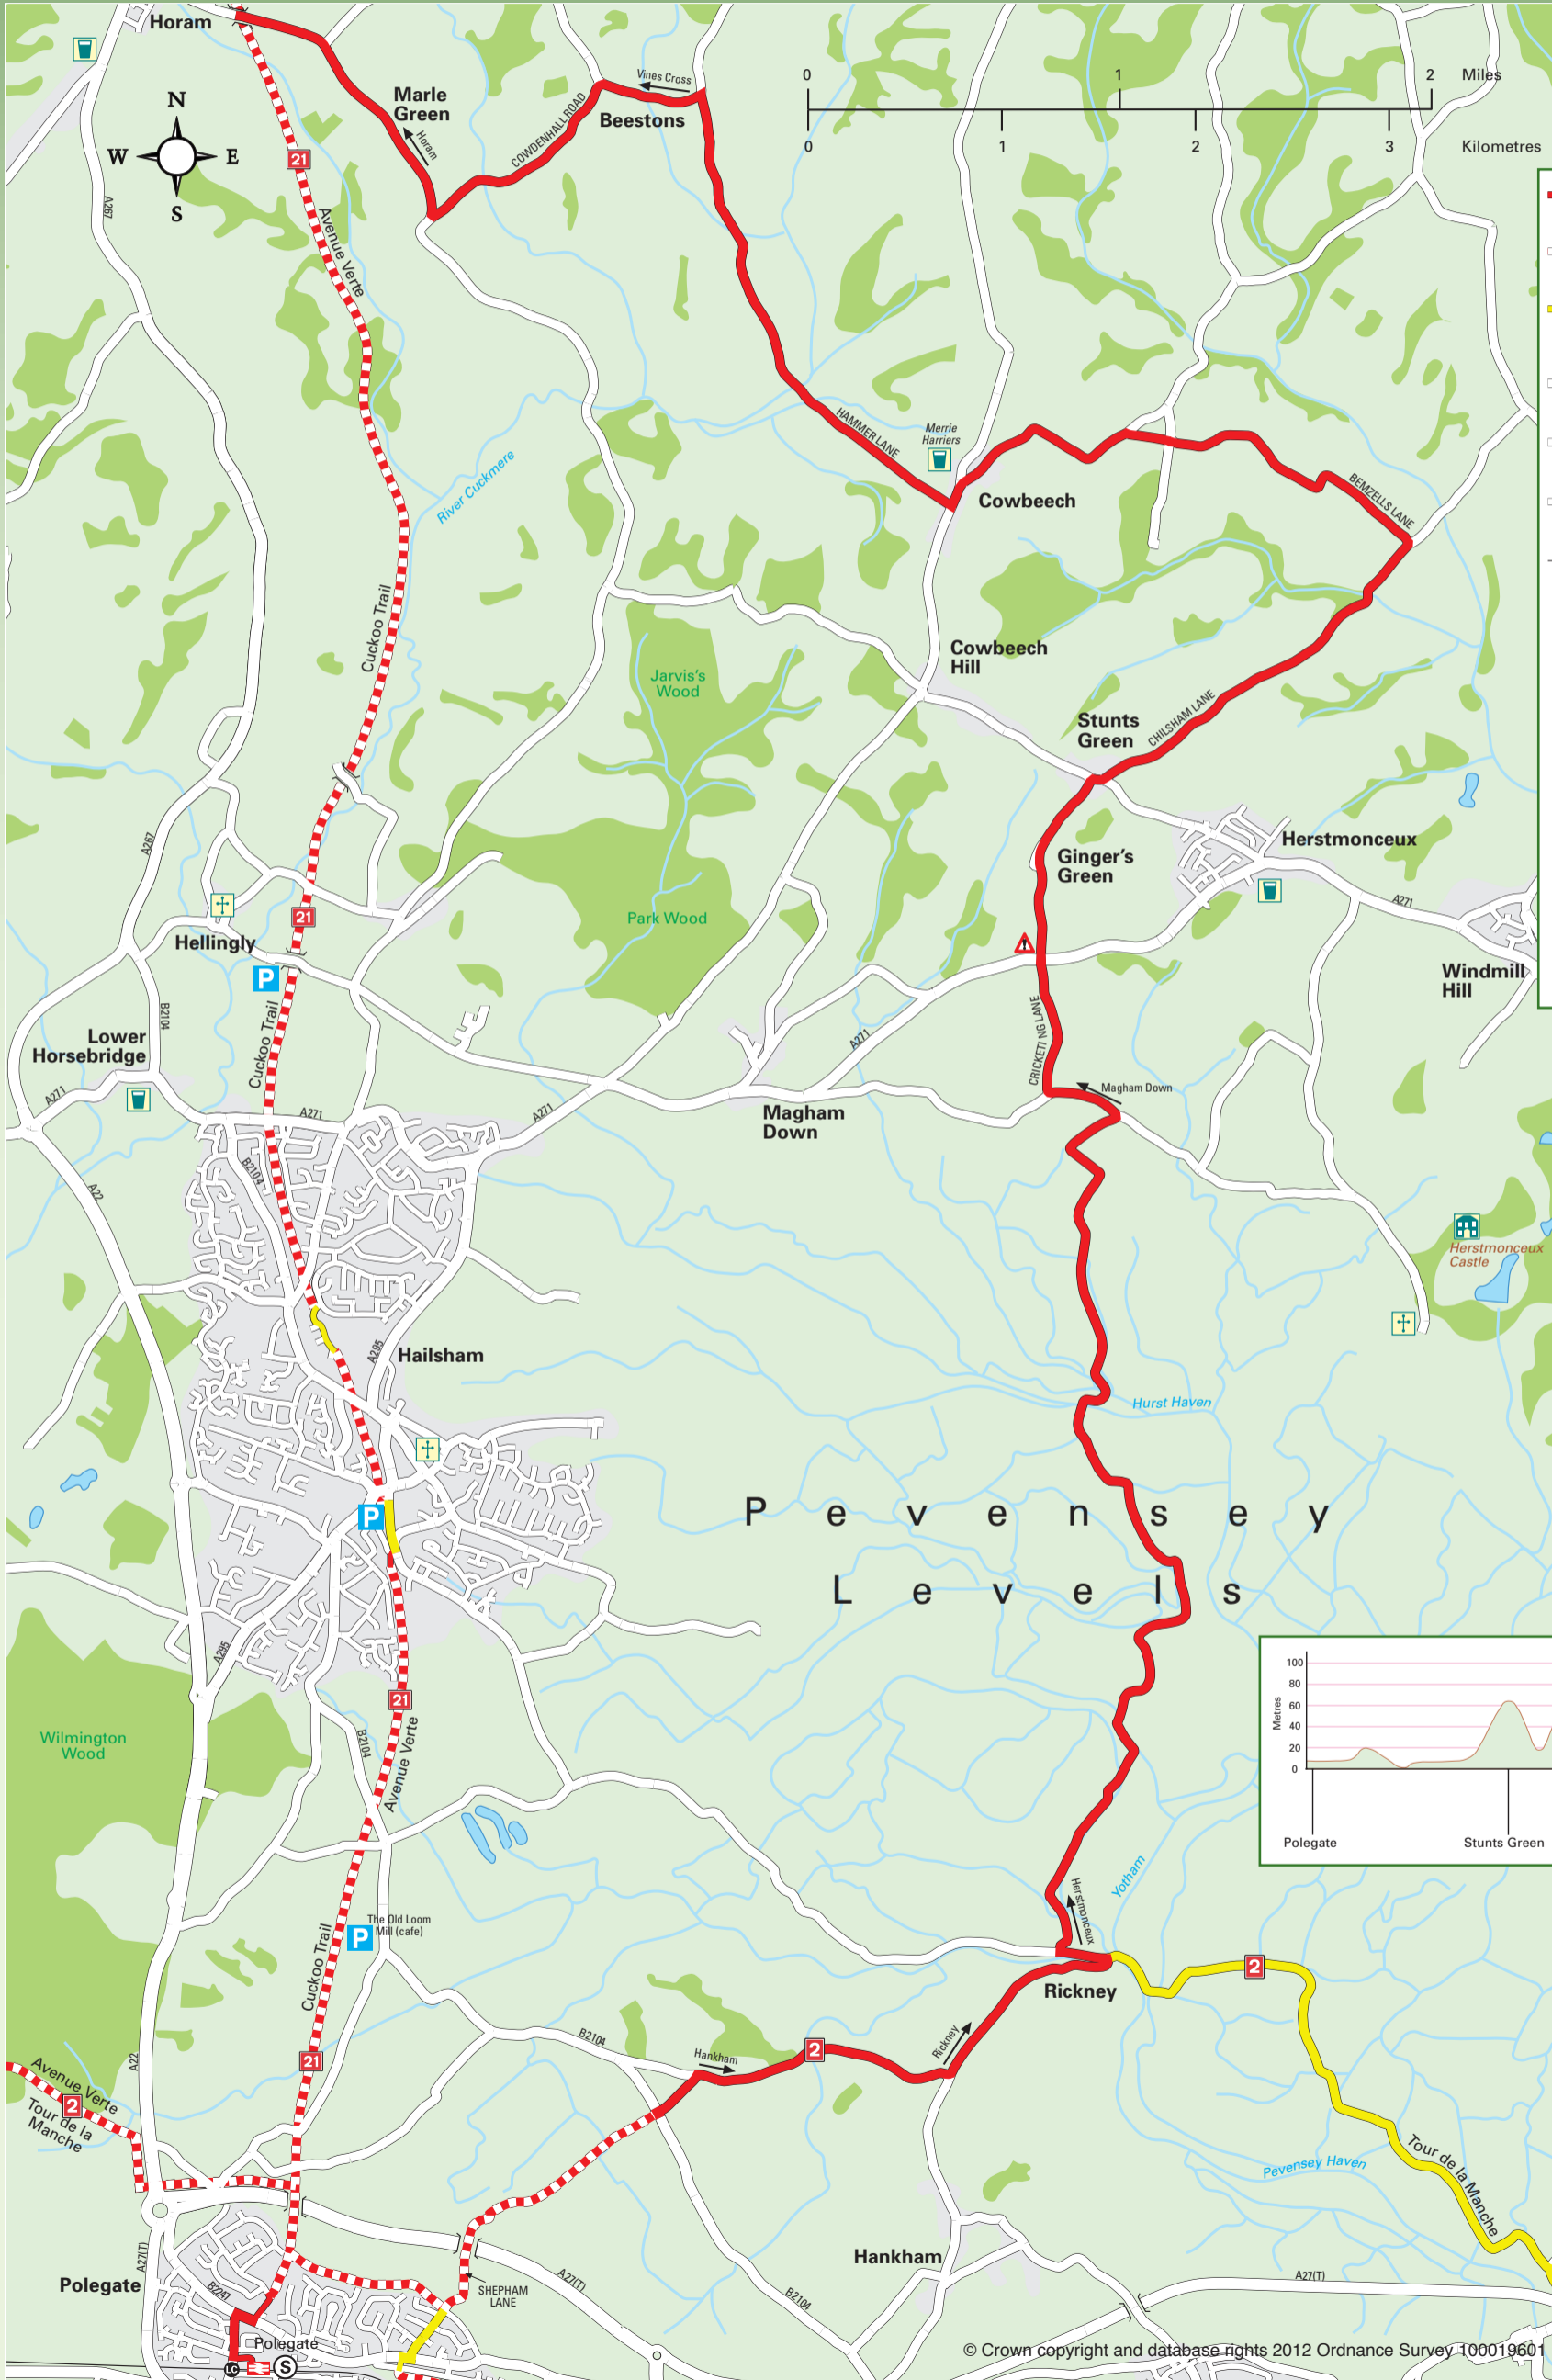 Horam
N
W
E
S
A267
21
Avenue Verte
Marle
Green
Horam
COWDENHALL ROAD
Vines Cross
Beestons
0
1
2
Miles
0
1
2
3
Kilometres
HAMMER LANE
Merrie
Harriers
Cowbeech
BEMZELLS LANE
River Cuckmere
Cuckoo Trail
Cowbeech
Hill
Jarvis's
Wood
Stunts
Green
CHILSHAM LANE
A267
Herstmonceux
Ginger's
Green
A271
Park Wood
21
Hellingly
P
Windmill
Hill
B2104
Cuckoo Trail
Lower
Horsebridge
A271
A271
A271
A271
CRICKETING LANE
Magham Down
Magham
Down
B2104
A22
Herstmonceux
Castle
A295
Hailsham
Hurst Haven
P
Pevensey
Levels
A295
21
Wilmington
Wood
B2104
Avenue Verte
100
80
60
40
20
0
Metres
Polegate
Stunts Green
Yotham
Herstmonceux
The Old Loom
Mill (cafe)
P
Cuckoo Trail
2
Rickney
Rickney
B2104
Hankham
2
21
A22
Avenue Verte
2
Tour de la
Manche
Tour de la Manche
Pevensey Haven
Hankham
A27(T)
Polegate
B2247
SHEPHAM
LANE
A27(T)
B2104
A27(T)
Polegate
LC
S
© Crown copyright and database rights 2012 Ordnance Survey 100019601